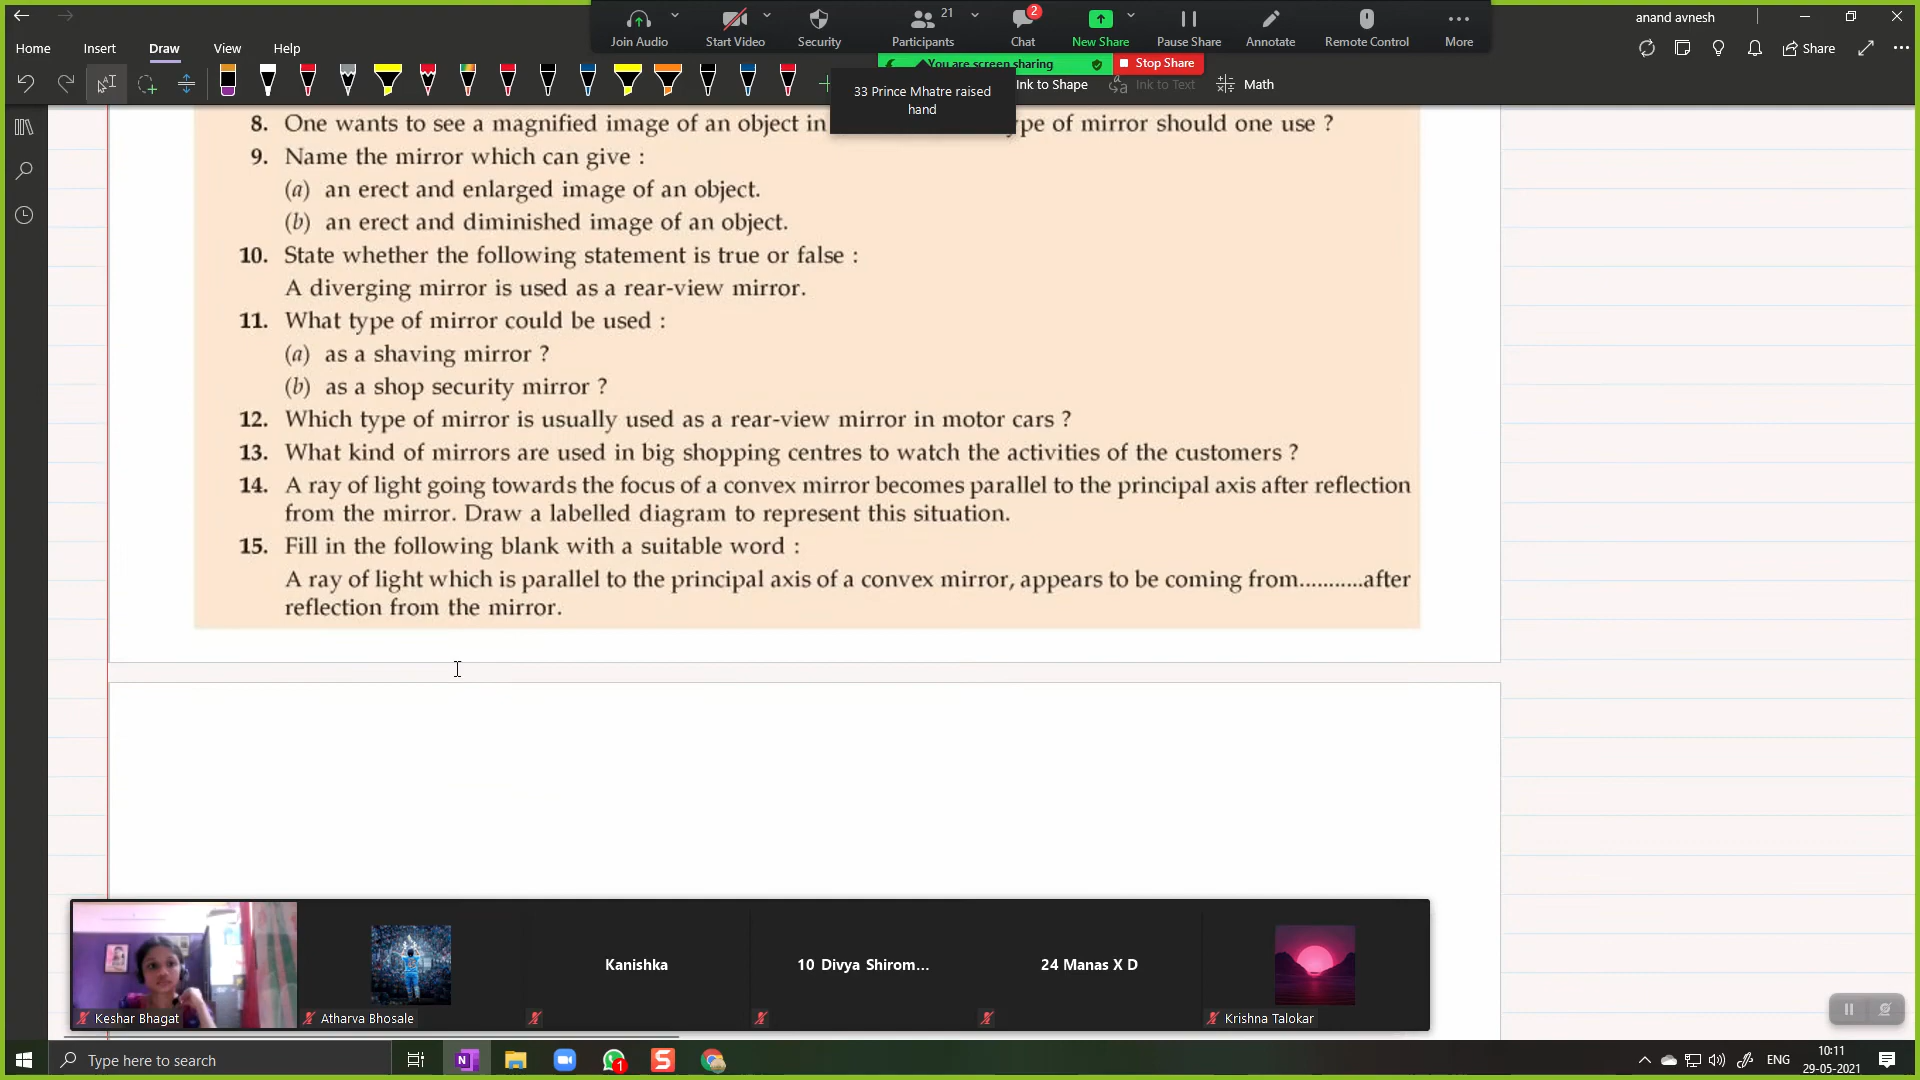 anand avnesh
Home Insert Draw View Help
Join Audio Start Video Security Participants 21 Chat 2 New Share Pause Share Annotate Remote Control More
Share
You are screen sharing Stop Share
Ink to Shape Ink to Text Math
33 Prince Mhatre raised
hand
8. One wants to see a magnified image of an object in ype of mirror should one use ?
9. Name the mirror which can give :
(a) an erect and enlarged image of an object.
(b) an erect and diminished image of an object.
10. State whether the following statement is true or false :
A diverging mirror is used as a rear-view mirror.
11. What type of mirror could be used :
(a) as a shaving mirror ?
(b) as a shop security mirror ?
12. Which type of mirror is usually used as a rear-view mirror in motor cars ?
13. What kind of mirrors are used in big shopping centres to watch the activities of the customers ?
14. A ray of light going towards the focus of a convex mirror becomes parallel to the principal axis after reflection
from the mirror. Draw a labelled diagram to represent this situation.
15. Fill in the following blank with a suitable word :
A ray of light which is parallel to the principal axis of a convex mirror, appears to be coming from...........after
reflection from the mirror.
Kanishka 10 Divya Shirom... 24 Manas X D
Keshar Bhagat Atharva Bhosale Krishna Talokar
Type here to search
1
ENG
10:11
29-05-2021